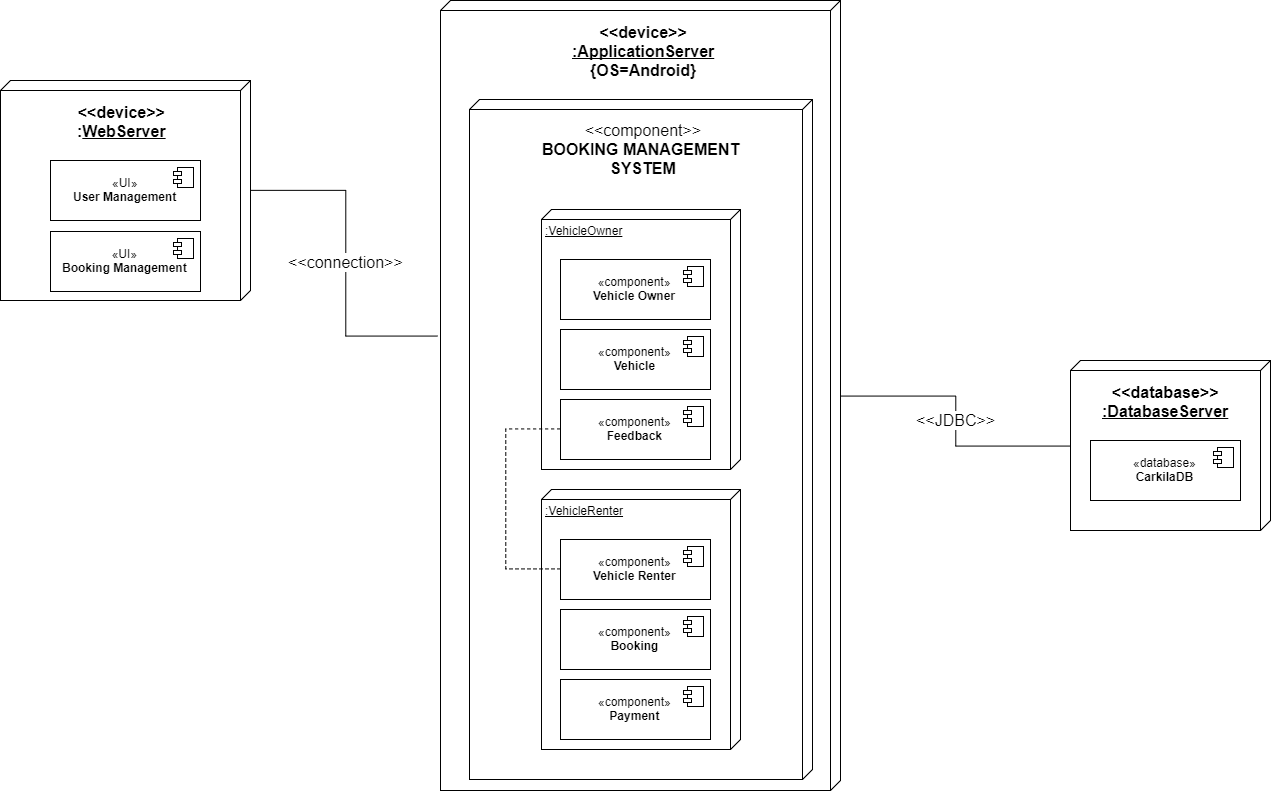 <<device>>
:WebServer
«UI»
User Management
«UI»
Booking Management
<<connection>>
<<device>>
:ApplicationServer
{OS=Android}
<<component>>
BOOKING MANAGEMENT
SYSTEM
:VehicleOwner
«component»
Vehicle Owner
«component»
Vehicle
«component»
Feedback
:VehicleRenter
«component»
Vehicle Renter
«component»
Booking
«component»
Payment
<<JDBC>>
<<database>>
:DatabaseServer
«database»
CarkilaDB